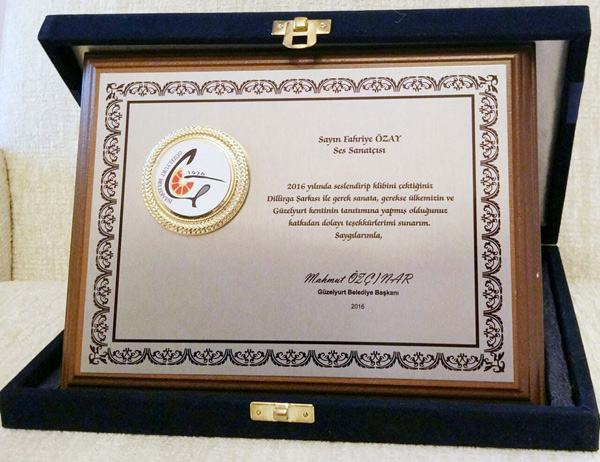 Sayın Fahriye ÖZAY
Ses Sanatçısı
2016 yılında seslendirip klibini çektiğiniz
Dillirga Şarkısı ile gerek sanata, gerekse ülkemizin ve
Güzelyurt kentinin tanıtımına yapmış olduğunuz
katkıdan dolayı teşekkürlerimi sunarım.
Saygılarımla,
Mahmut ÖZÇINAR
Güzelyurt Belediye Başkanı
2016
1976